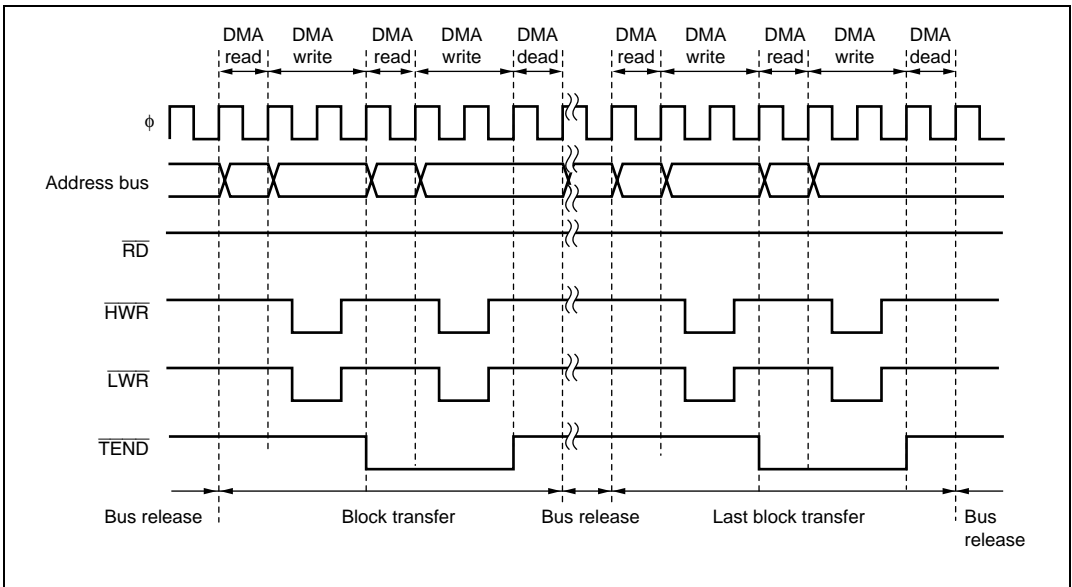 DMA read DMA write DMA read DMA write DMA dead DMA read DMA write DMA read DMA write DMA dead
φ
Address bus
RD
HWR
LWR
TEND
Bus release Block transfer Bus release Last block transfer Bus release